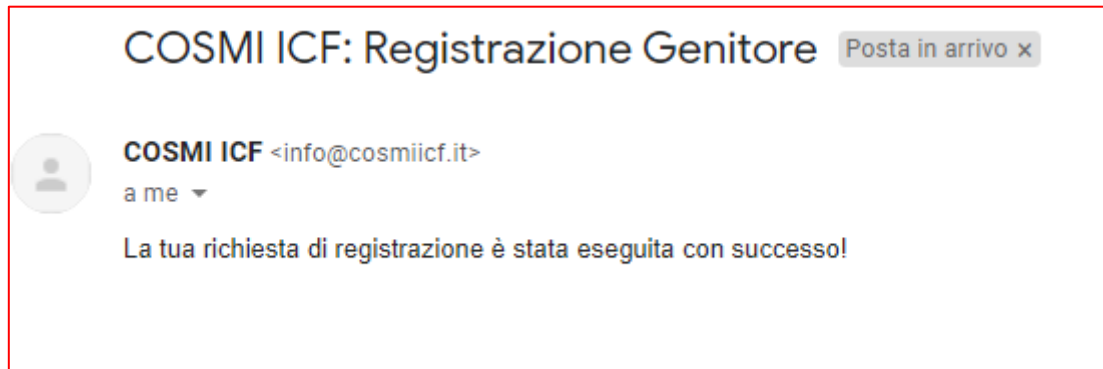 COSMI ICF: Registrazione Genitore Posta in arrivo x
COSMI ICF <info@cosmiicf.it>
a me
La tua richiesta di registrazione è stata eseguita con successo!